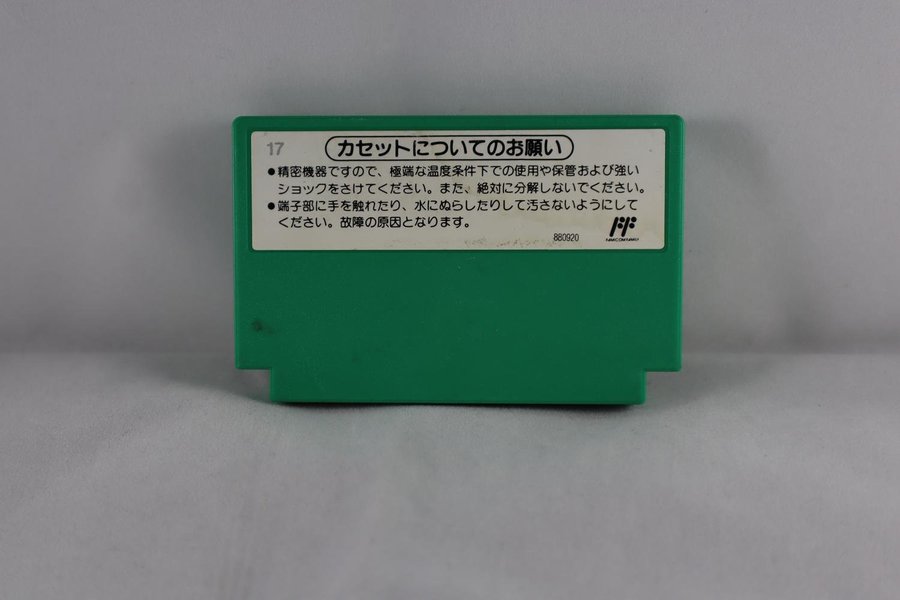 17
カセットについてのお願い
●精密機器ですので、極端な温度条件下での使用や保管および強い
ショックをさけてください。また、絶対に分解しないでください。
●端子部に手を触れたり、水にぬらしたりして汚さないようにして
ください。故障の原因となります。
880920